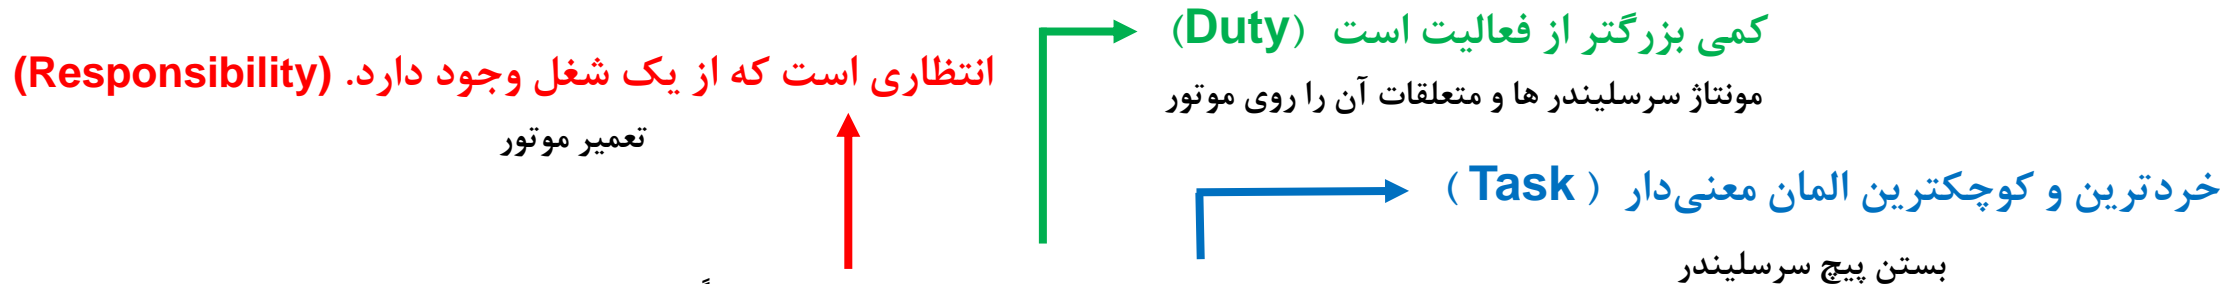 کمی بزرگتر از فعالیت است (Duty)
مونتاژ سرسلیندر ها و متعلقات آن را روی موتور
انتظاری است که از یک شغل وجود دارد. (Responsibility)
تعمیر موتور
خردترین و کوچکترین المان معنی‌دار ( Task )
بستن پیچ سرسلیندر